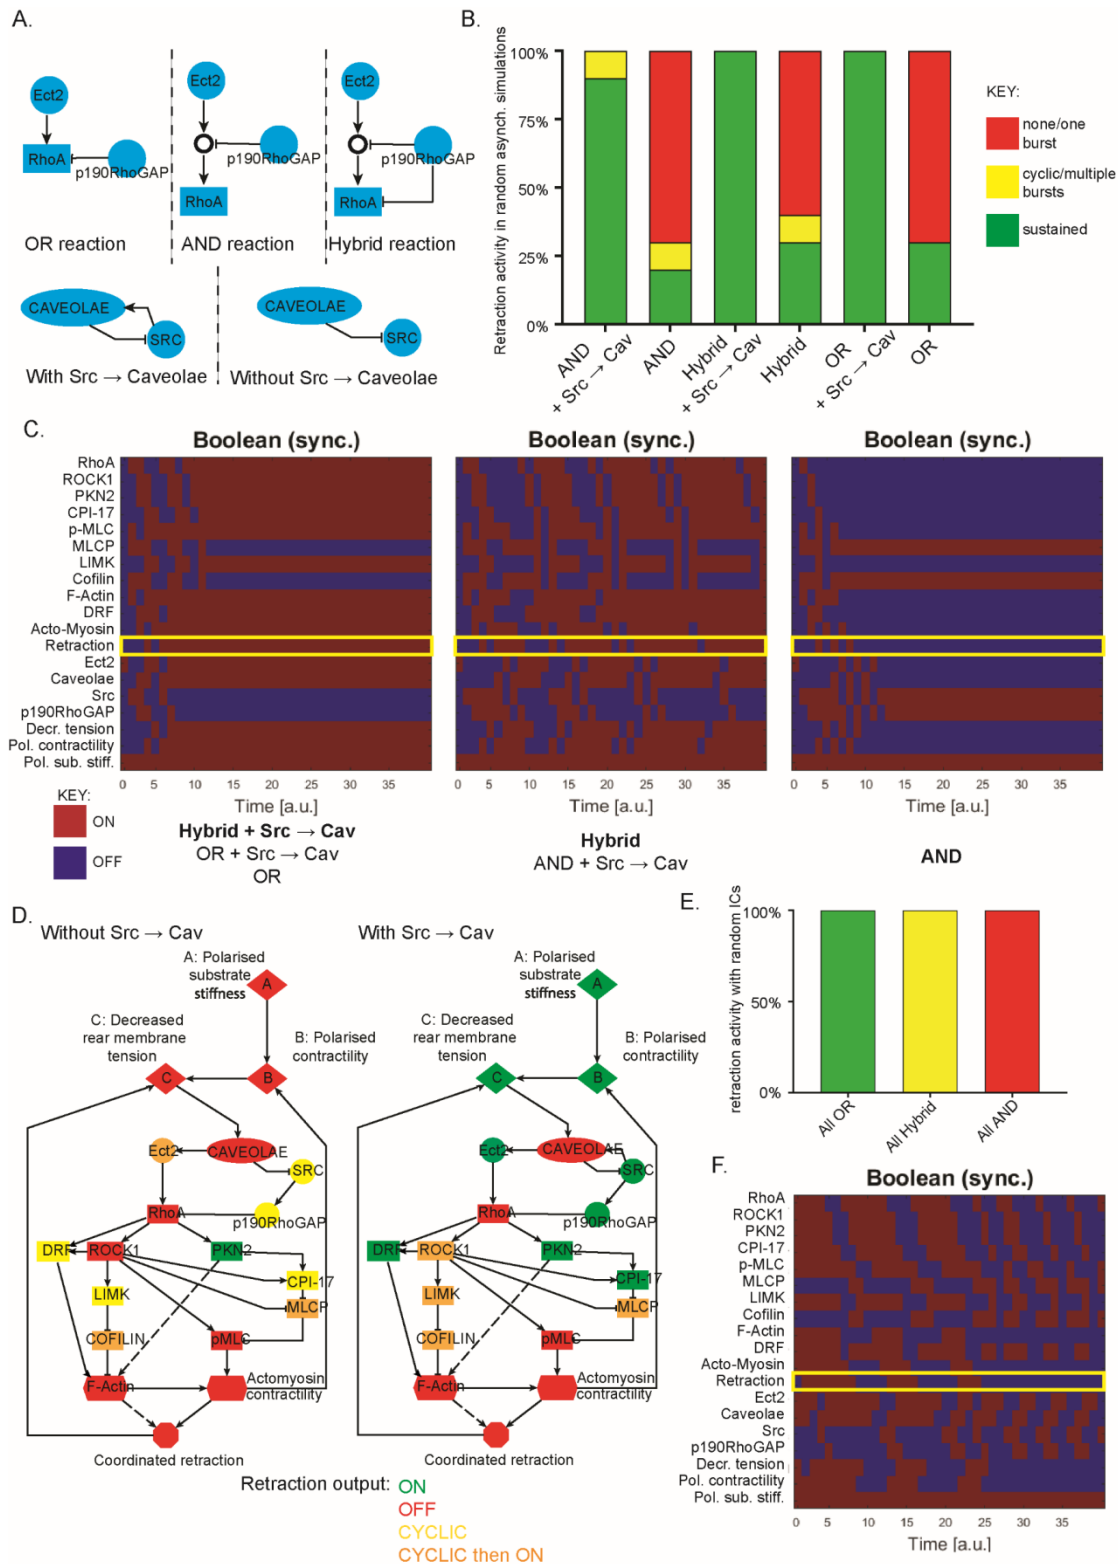 A.
Ect2
RhoA
p190RhoGAP
OR reaction
Ect2
p190RhoGAP
RhoA
AND reaction
Ect2
p190RhoGAP
RhoA
Hybrid reaction
CAVEOLAE
SRC
With Src → Caveolae
CAVEOLAE
SRC
Without Src → Caveolae
B.
Retraction activity in random asynch. simulations
100%
75%
50%
25%
0%
AND
+ Src → Cav
AND
Hybrid
+ Src → Cav
Hybrid
OR
+ Src → Cav
OR
KEY:
none/one
burst
cyclic/multiple
bursts
sustained
C.
Boolean (sync.)
Boolean (sync.)
Boolean (sync.)
RhoA
ROCK1
PKN2
CPI-17
p-MLC
MLCP
LIMK
Cofilin
F-Actin
DRF
Acto-Myosin
Retraction
Ect2
Caveolae
Src
p190RhoGAP
Decr. tension
Pol. contractility
Pol. sub. stiff.
0 5 10 15 20 25 30 35
Time [a.u.]
0 5 10 15 20 25 30 35
Time [a.u.]
0 5 10 15 20 25 30 35
Time [a.u.]
KEY:
ON
OFF
Hybrid + Src → Cav
OR + Src → Cav
OR
Hybrid
AND + Src → Cav
AND
D.
Without Src → Cav
A: Polarised
substrate
stiffness
A
C: Decreased
rear membrane
tension
B: Polarised
contractility
C
B
Ect2
CAVEOLAE
SRC
RhoA
p190RhoGAP
DRF
ROCK1
PKN2
CPI-17
LIMK
MLCP
COFILIN
pMLC
F-Actin
Actomyosin
contractility
Coordinated retraction
With Src → Cav
A: Polarised
substrate
stiffness
A
C: Decreased
rear membrane
tension
B: Polarised
contractility
C
B
Ect2
CAVEOLAE
SRC
RhoA
p190RhoGAP
DRF
ROCK1
PKN2
CPI-17
LIMK
MLCP
COFILIN
pMLC
F-Actin
Actomyosin
contractility
Coordinated retraction
Retraction output:
ON
OFF
CYCLIC
CYCLIC then ON
E.
retraction activity with random ICs
100%
50%
0%
All OR
All Hybrid
All AND
F.
Boolean (sync.)
RhoA
ROCK1
PKN2
CPI-17
p-MLC
MLCP
LIMK
Cofilin
F-Actin
DRF
Acto-Myosin
Retraction
Ect2
Caveolae
Src
p190RhoGAP
Decr. tension
Pol. contractility
Pol. sub. stiff.
0 5 10 15 20 25 30 35
Time [a.u.]